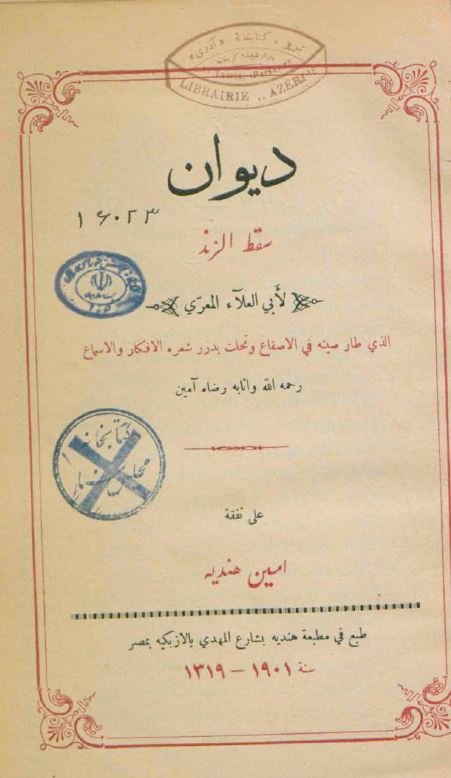 LIBRAIRIE ,, AZERI "
ديوان
١٤٠٢٣
سقط الزند
لأبي العلاء المعرّي
الذي طار صيته في الاصقاع وتحلت بدرر شعره الافكار والاسماع
رحمه الله واثابه رضاه آمين
على نفقة
امين هنديه
طبع في مطبعة هنديه بشارع المهدي بالازبكيه بمصر
سنة ١٩٠١ – ١٣١٩